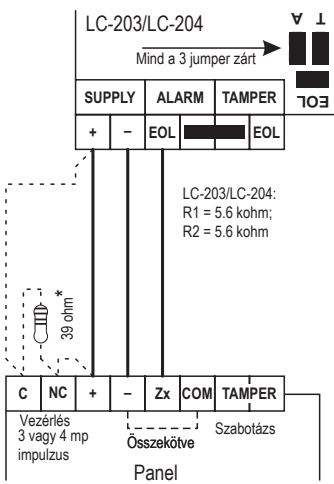 LC-203/LC-204
A T
Mind a 3 jumper zárt
EOL
SUPPLY ALARM TAMPER
+ – EOL EOL
LC-203/LC-204:
R1 = 5.6 kohm;
R2 = 5.6 kohm
39 ohm *
C NC + – Zx COM TAMPER
Vezérlés
3 vagy 4 mp
impulzus
Összekötve
Szabotázs
Panel